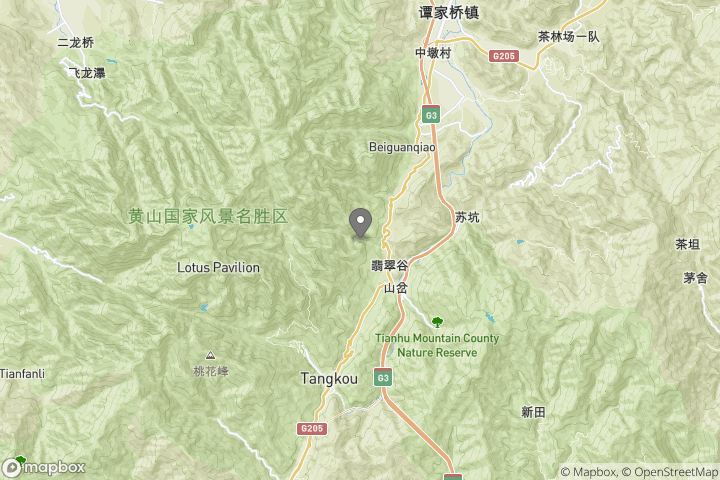 谭家桥镇
二龙桥
茶林场一队
中墩村
G205
飞龙瀑
G3
Beiguanqiao
黄山国家风景名胜区
苏坑
茶坦
Lotus Pavilion
翡翠谷
茅舍
山岔
Tianhu Mountain County
Nature Reserve
桃花峰
Tianfanli
Tangkou
G3
新田
G205
mapbox
© Mapbox, © OpenStreetMap